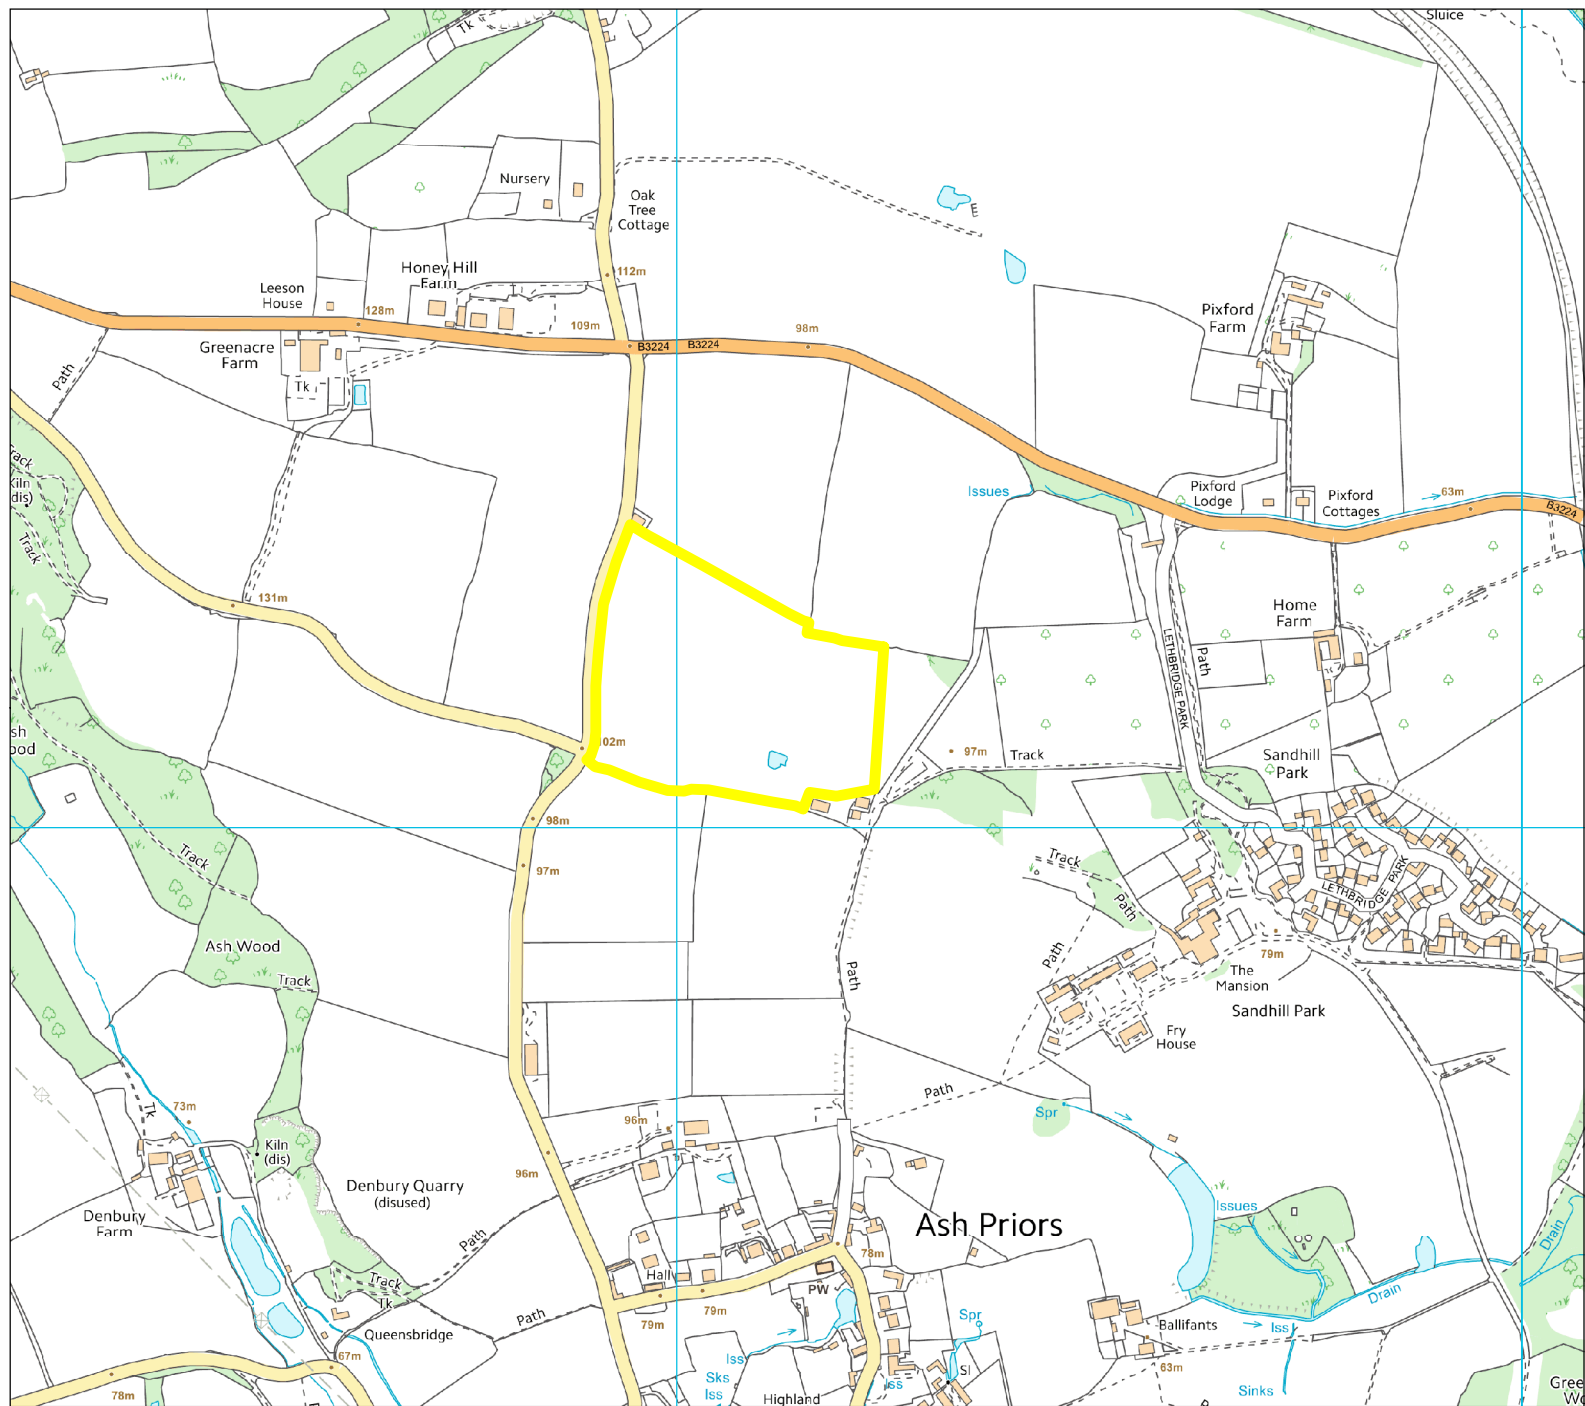 Sluice
Tk
Nursery
Oak
Tree
Cottage
112m
Honey Hill
Farm
Leeson
House
128m
109m
B3224
B3224
98m
Pixford
Farm
Greenacre
Farm
Path
Tk
Issues
Pixford
Lodge
Pixford
Cottages
63m
B3224
Track
Kiln
(dis)
Track
131m
Home
Farm
LETHBRIDGE PARK
Path
102m
97m
Track
Sandhill
Park
98m
97m
Track
Track
Path
LETHBRIDGE PARK
Ash Wood
Track
Path
Path
79m
The
Mansion
Sandhill Park
Fry
House
Path
Spr
73m
Tk
96m
Kiln
(dis)
96m
Denbury Quarry
(disused)
Denbury
Farm
Path
Ash Priors
Issues
Drain
78m
Hall
Track
Tk
PW
79m
79m
Drain
Path
Queensbridge
Spr
Ballifants
Iss
67m
Iss
Sks
Iss
Iss
SI
63m
78m
Highland
Sinks
Gree
Wo